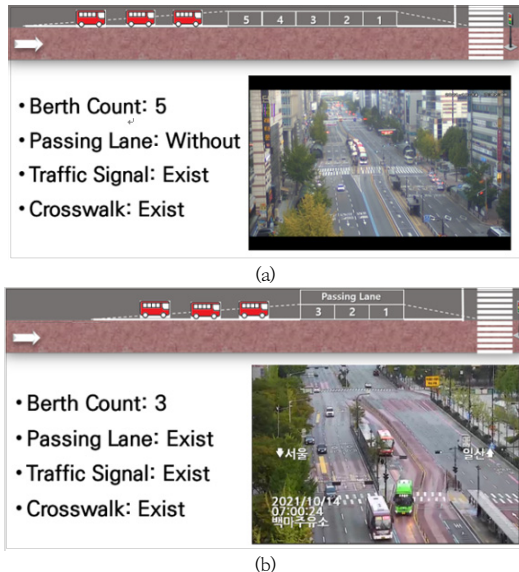 5 4 3 2 1
• Berth Count: 5
• Passing Lane: Without
• Traffic Signal: Exist
• Crosswalk: Exist
(a)
Passing Lane
3 2 1
• Berth Count: 3
• Passing Lane: Exist
• Traffic Signal: Exist
• Crosswalk: Exist
서울
일산
2021/10/14
07:00:24
백마주유소
(b)